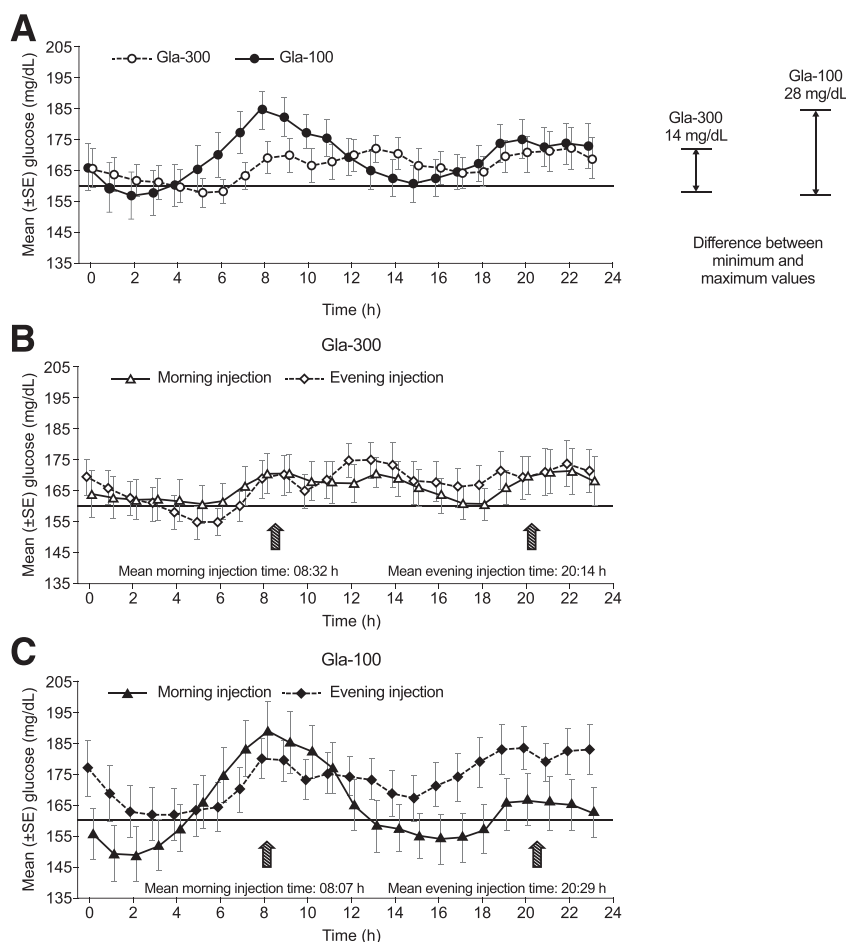 A
Mean (±SE) glucose (mg/dL)
205
195
185
175
165
155
145
135
Gla-300
Gla-100
0 2 4 6 8 10 12 14 16 18 20 22 24
Time (h)
Gla-300
14 mg/dL
Gla-100
28 mg/dL
Difference between
minimum and
maximum values
B
Gla-300
Mean (±SE) glucose (mg/dL)
205
195
185
175
165
155
145
135
Morning injection
Evening injection
Mean morning injection time: 08:32 h
Mean evening injection time: 20:14 h
0 2 4 6 8 10 12 14 16 18 20 22 24
Time (h)
C
Gla-100
Mean (±SE) glucose (mg/dL)
205
195
185
175
165
155
145
135
Morning injection
Evening injection
Mean morning injection time: 08:07 h
Mean evening injection time: 20:29 h
0 2 4 6 8 10 12 14 16 18 20 22 24
Time (h)